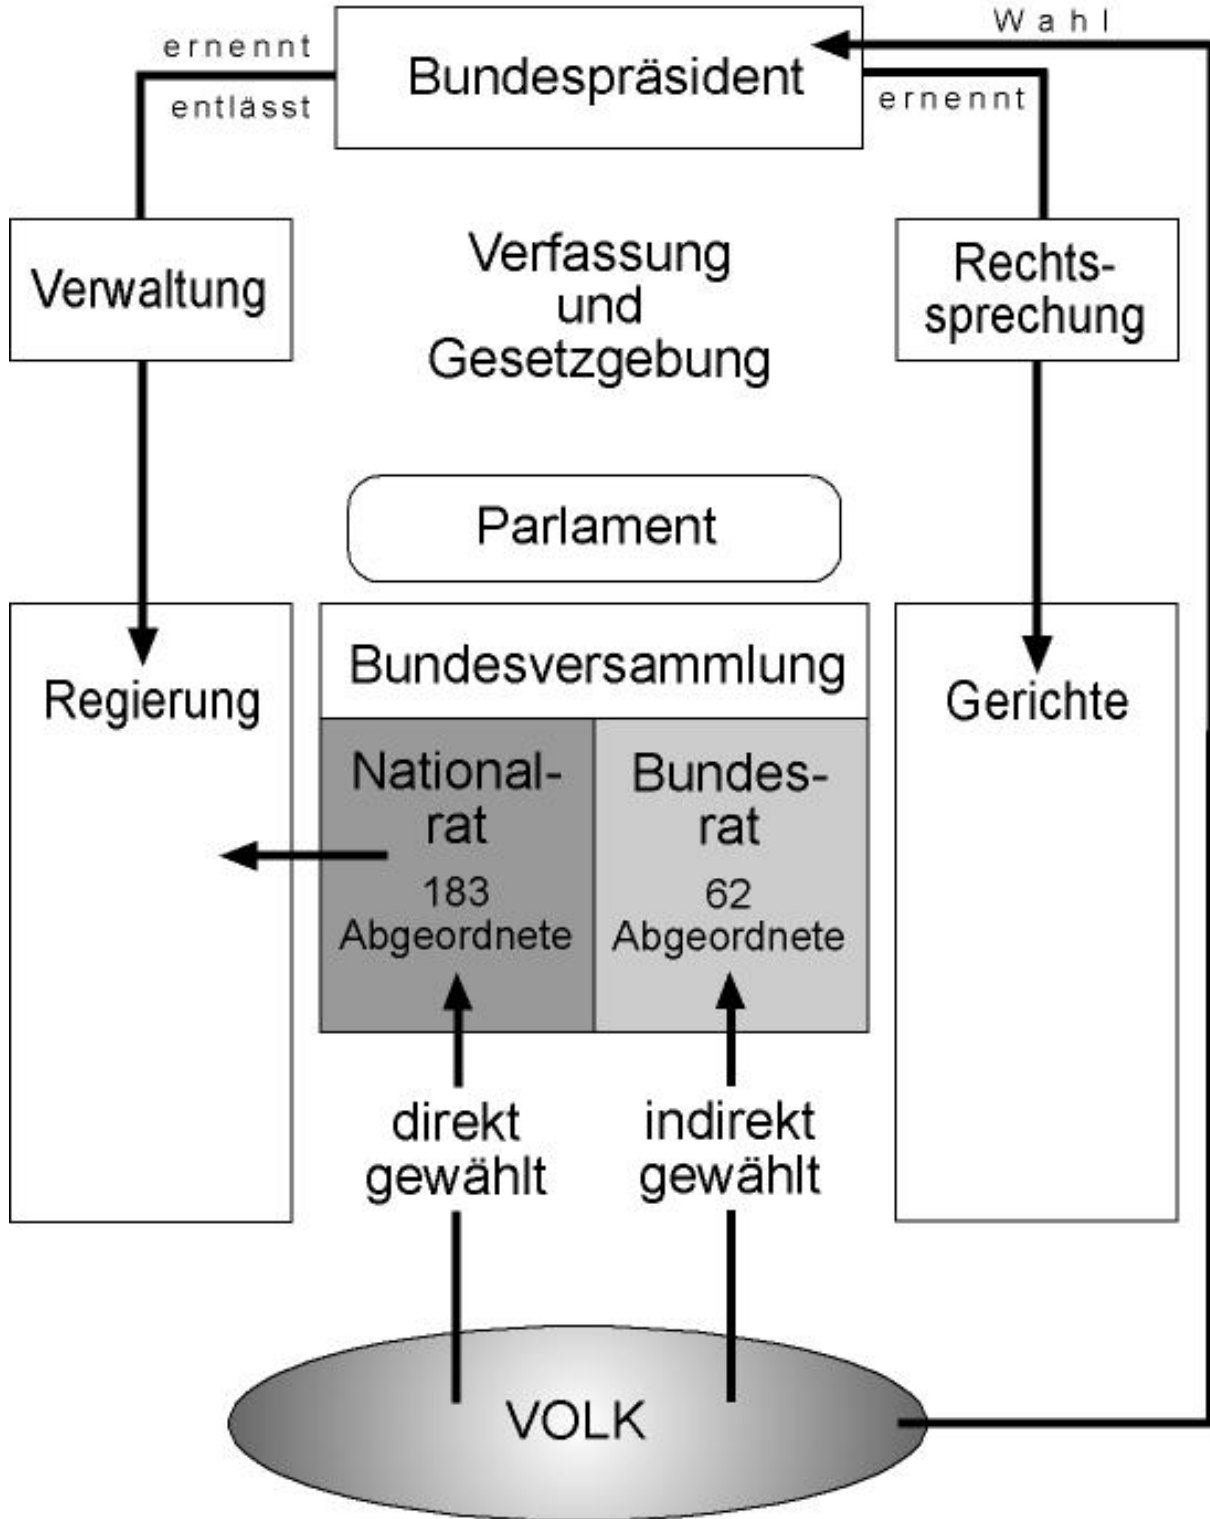 Wahl
ernennt
Bundespräsident
entlässt
ernennt
Verwaltung
Verfassung
und
Gesetzgebung
Rechts-
sprechung
Parlament
Regierung
Bundesversammlung
Gerichte
National-
rat
183
Abgeordnete
Bundes-
rat
62
Abgeordnete
direkt
gewählt
indirekt
gewählt
VOLK